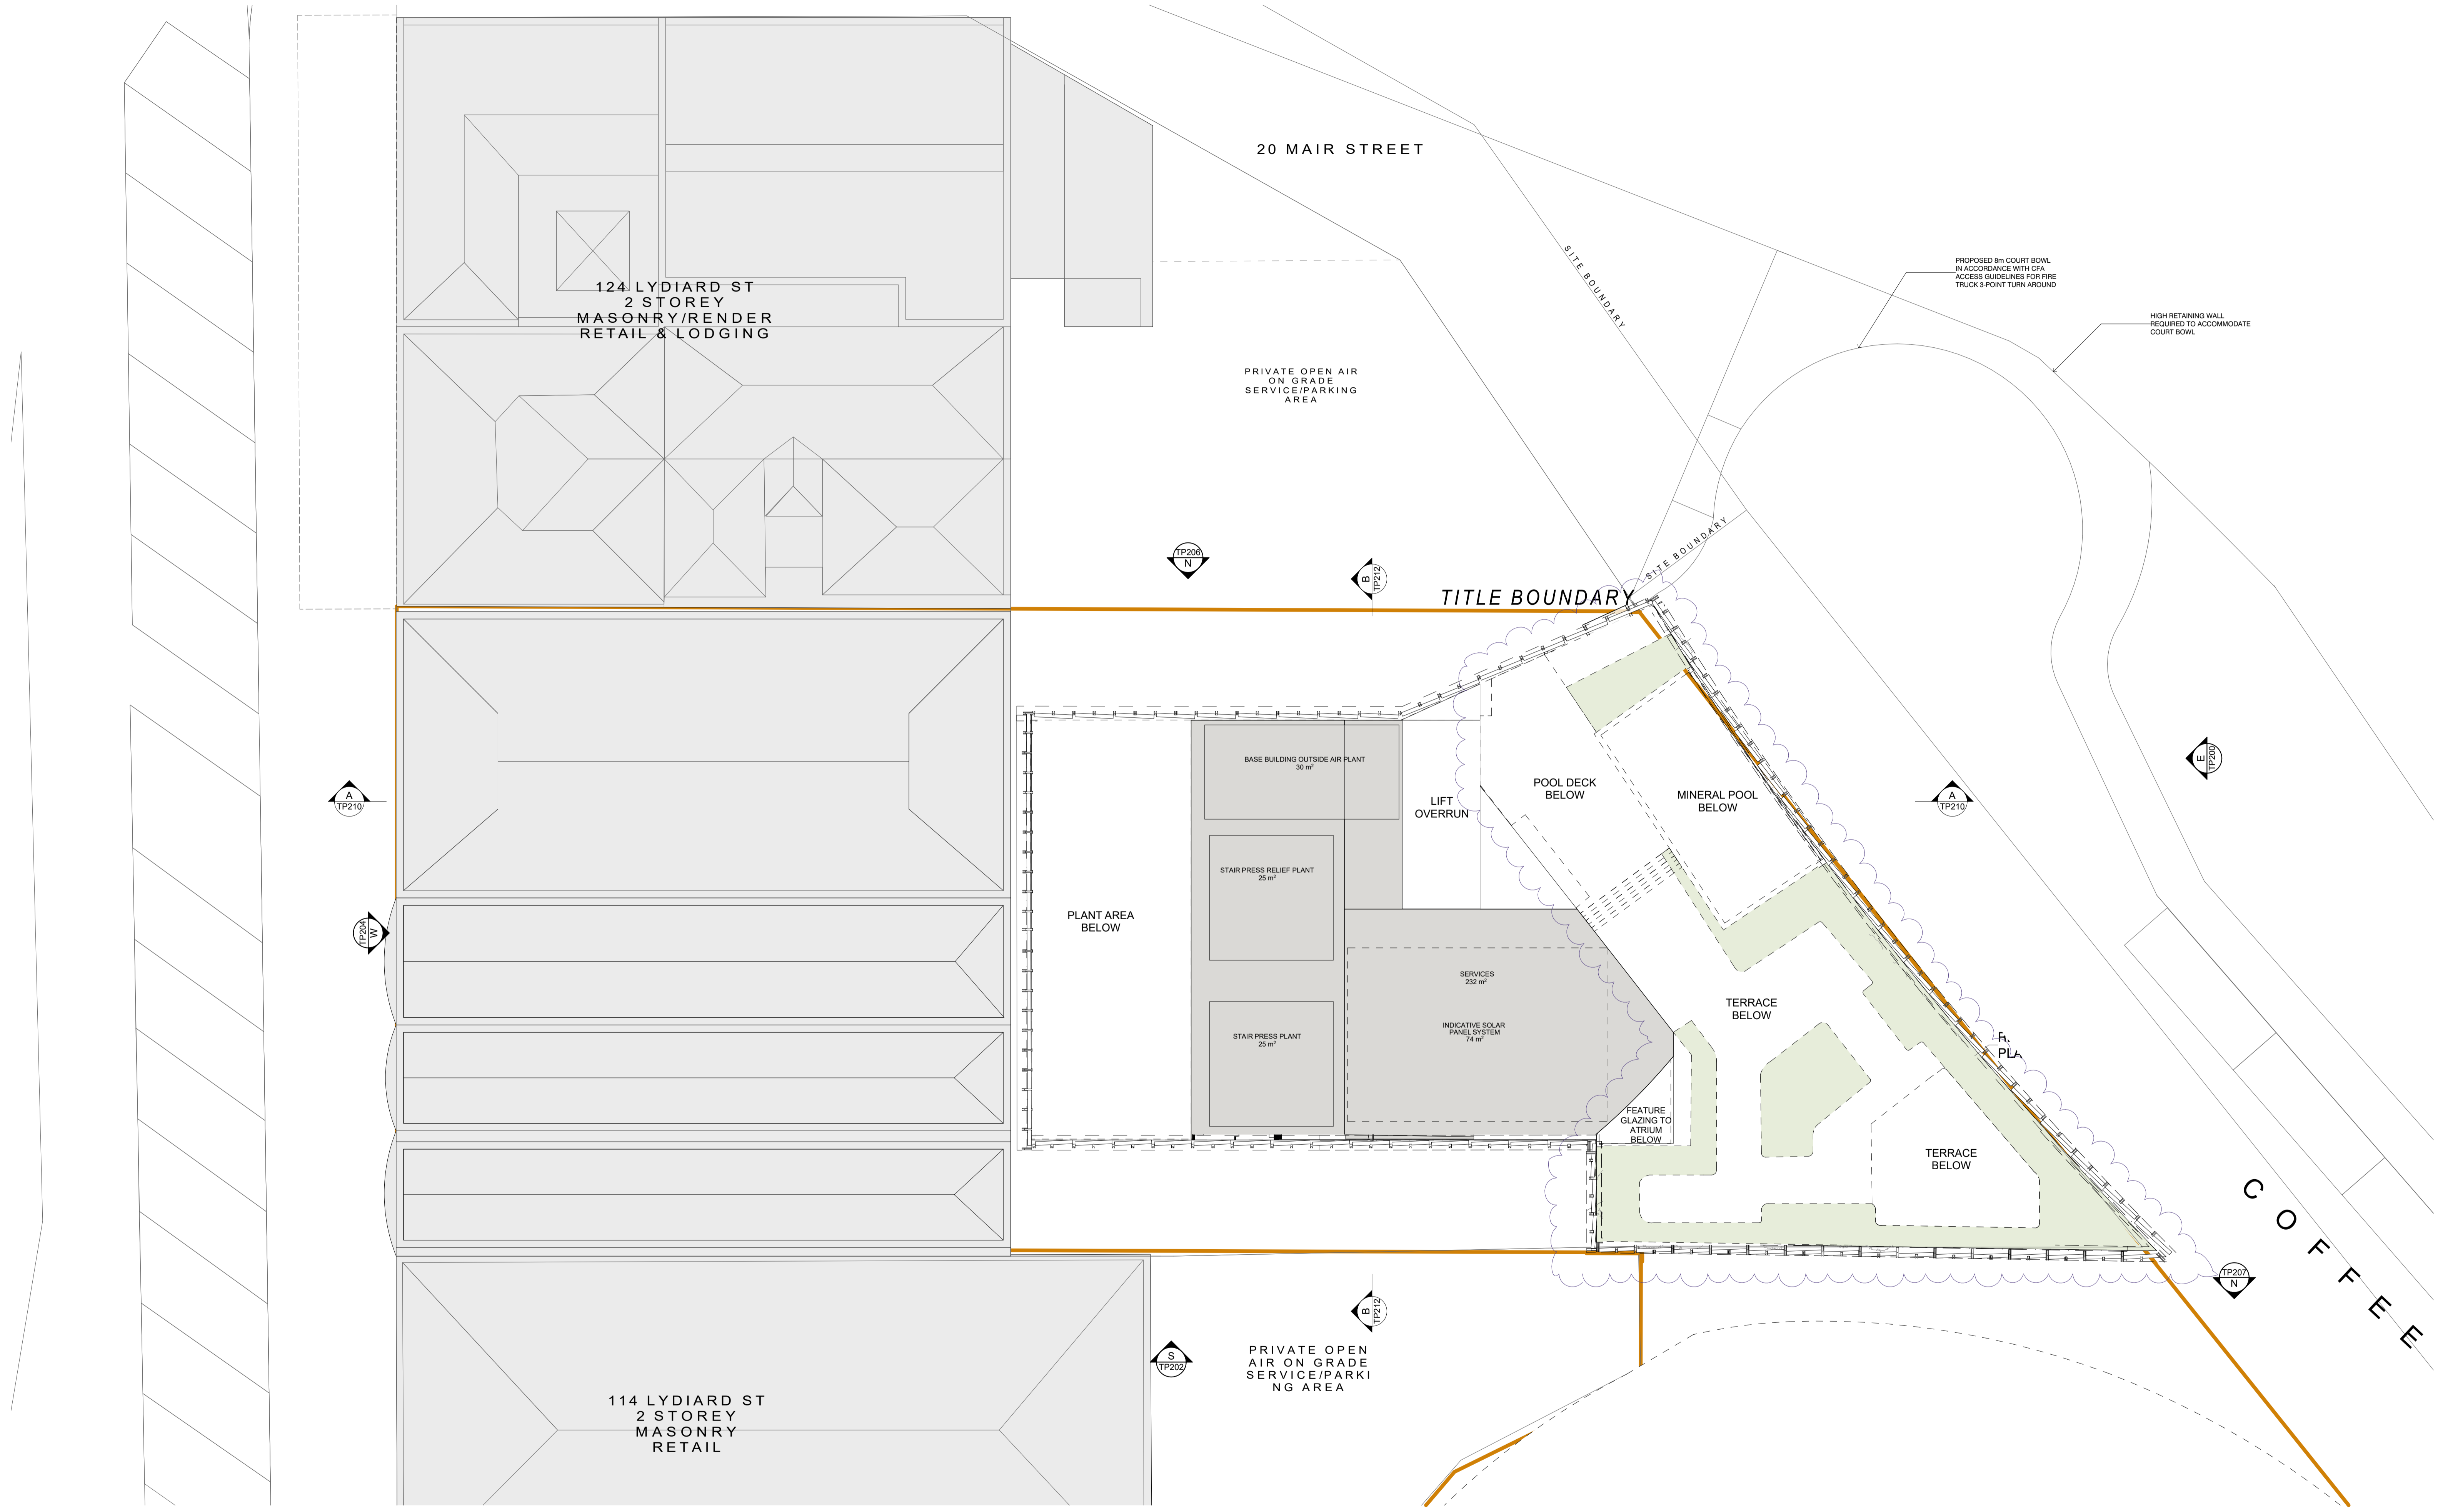 20 MAIR STREET
SITE BOUNDARY
PROPOSED 8m COURT BOWL
IN ACCORDANCE WITH CFA
ACCESS GUIDELINES FOR FIRE
TRUCK 3-POINT TURN AROUND
HIGH RETAINING WALL
REQUIRED TO ACCOMMODATE
COURT BOWL
124 LYDIARD ST
2 STOREY
MASONRY/RENDER
RETAIL & LODGING
PRIVATE OPEN AIR
ON GRADE
SERVICE/PARKING
AREA
SITE BOUNDARY
TP206
N
B
TP212
TITLE BOUNDARY
E
TP200
BASE BUILDING OUTSIDE AIR PLANT
30 m²
POOL DECK
BELOW
MINERAL POOL
BELOW
LIFT
OVERRUN
A
TP210
A
TP210
STAIR PRESS RELIEF PLANT
25 m²
PLANT AREA
BELOW
TP204
W
SERVICES
232 m²
TERRACE
BELOW
INDICATIVE SOLAR
PANEL SYSTEM
74 m²
STAIR PRESS PLANT
25 m²
FEATURE
GLAZING TO
ATRIUM
BELOW
TERRACE
BELOW
COFFEE
TP207
N
B
TP212
S
TP202
PRIVATE OPEN
AIR ON GRADE
SERVICE/PARKI
NG AREA
114 LYDIARD ST
2 STOREY
MASONRY
RETAIL